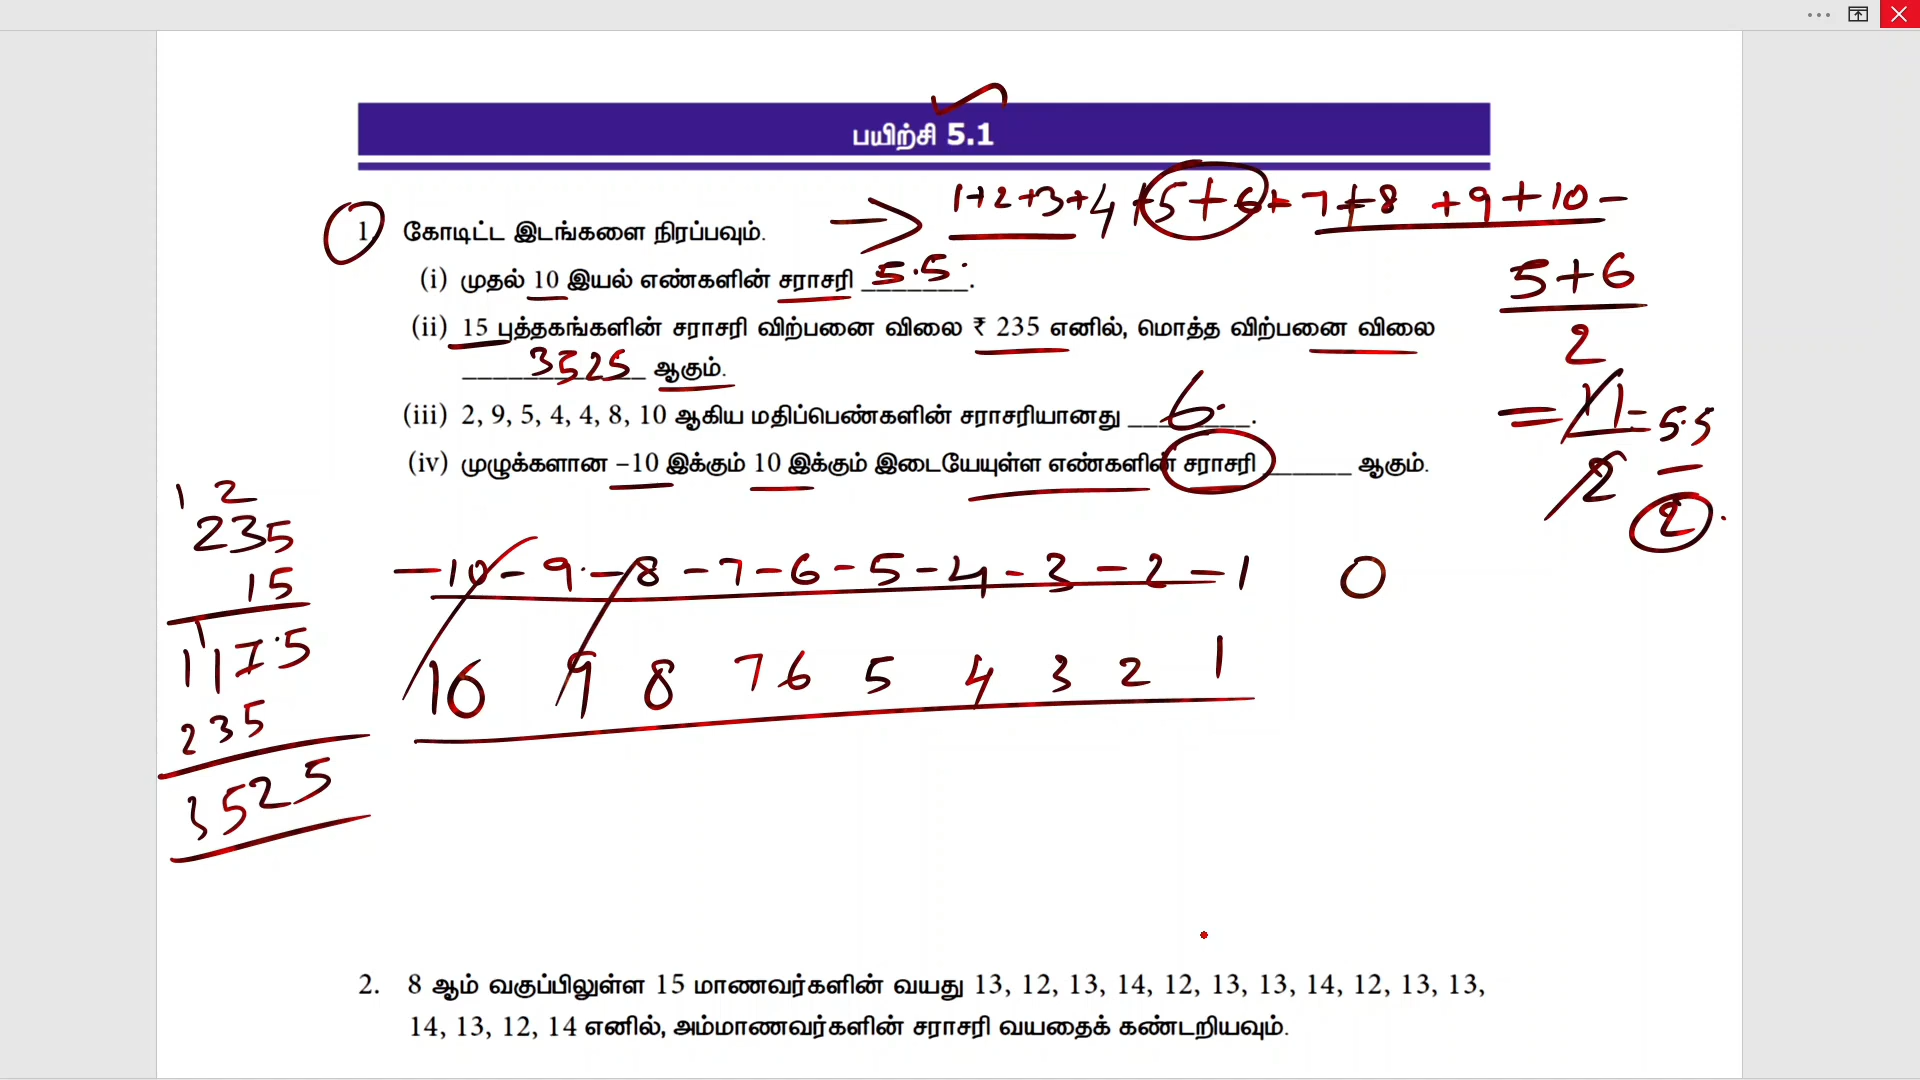 பயிற்சி 5.1
1+2+3+4+5+6+7+8+9+10-
1. கோடிட்ட இடங்களை நிரப்பவும்.
(i) முதல் 10 இயல் எண்களின் சராசரி 5.5.
5+6
2
(ii) 15 புத்தகங்களின் சராசரி விற்பனை விலை ₹ 235 எனில், மொத்த விற்பனை விலை
3525 ஆகும்.
(iii) 2, 9, 5, 4, 4, 8, 10 ஆகிய மதிப்பெண்களின் சராசரியானது 6.
= 11 = 5.5
2
2
(iv) முழுக்களான –10 இக்கும் 10 இக்கும் இடையேயுள்ள எண்களின் சராசரி ______ ஆகும்.
1 2
235
15
1
1175
235
3525
-10 -9 -8 -7 -6 -5 -4 -3 -2 -1 0
10 9 8 7 6 5 4 3 2 1
2. 8 ஆம் வகுப்பிலுள்ள 15 மாணவர்களின் வயது 13, 12, 13, 14, 12, 13, 13, 14, 12, 13, 13,
14, 13, 12, 14 எனில், அம்மாணவர்களின் சராசரி வயதைக் கண்டறியவும்.